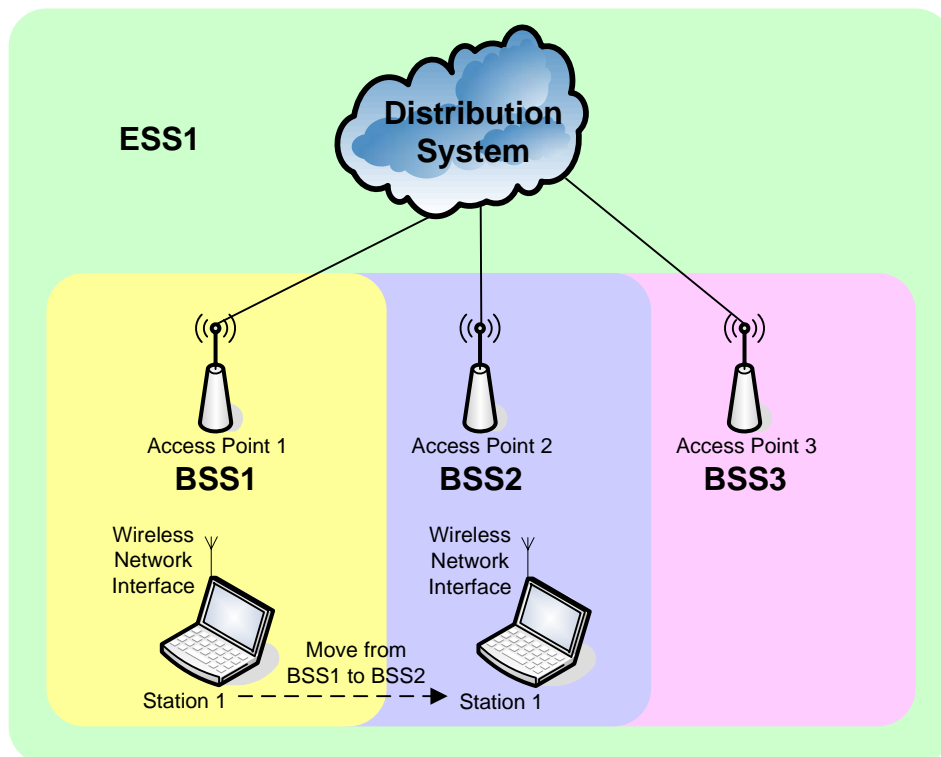 Distribution
System
ESS1
Access Point 1
BSS1
Access Point 2
BSS2
Access Point 3
BSS3
Wireless
Network
Interface
Wireless
Network
Interface
Move from
BSS1 to BSS2
Station 1
Station 1